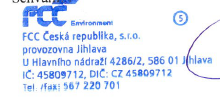 FCC Environment
5
FCC Česká republika, s.r.o.
provozovna Jihlava
U Hlavního nádraží 4286/2, 586 01 Jihlava
IČ: 45809712, DIČ: CZ 45809712
Tel. /fax: 567 220 701